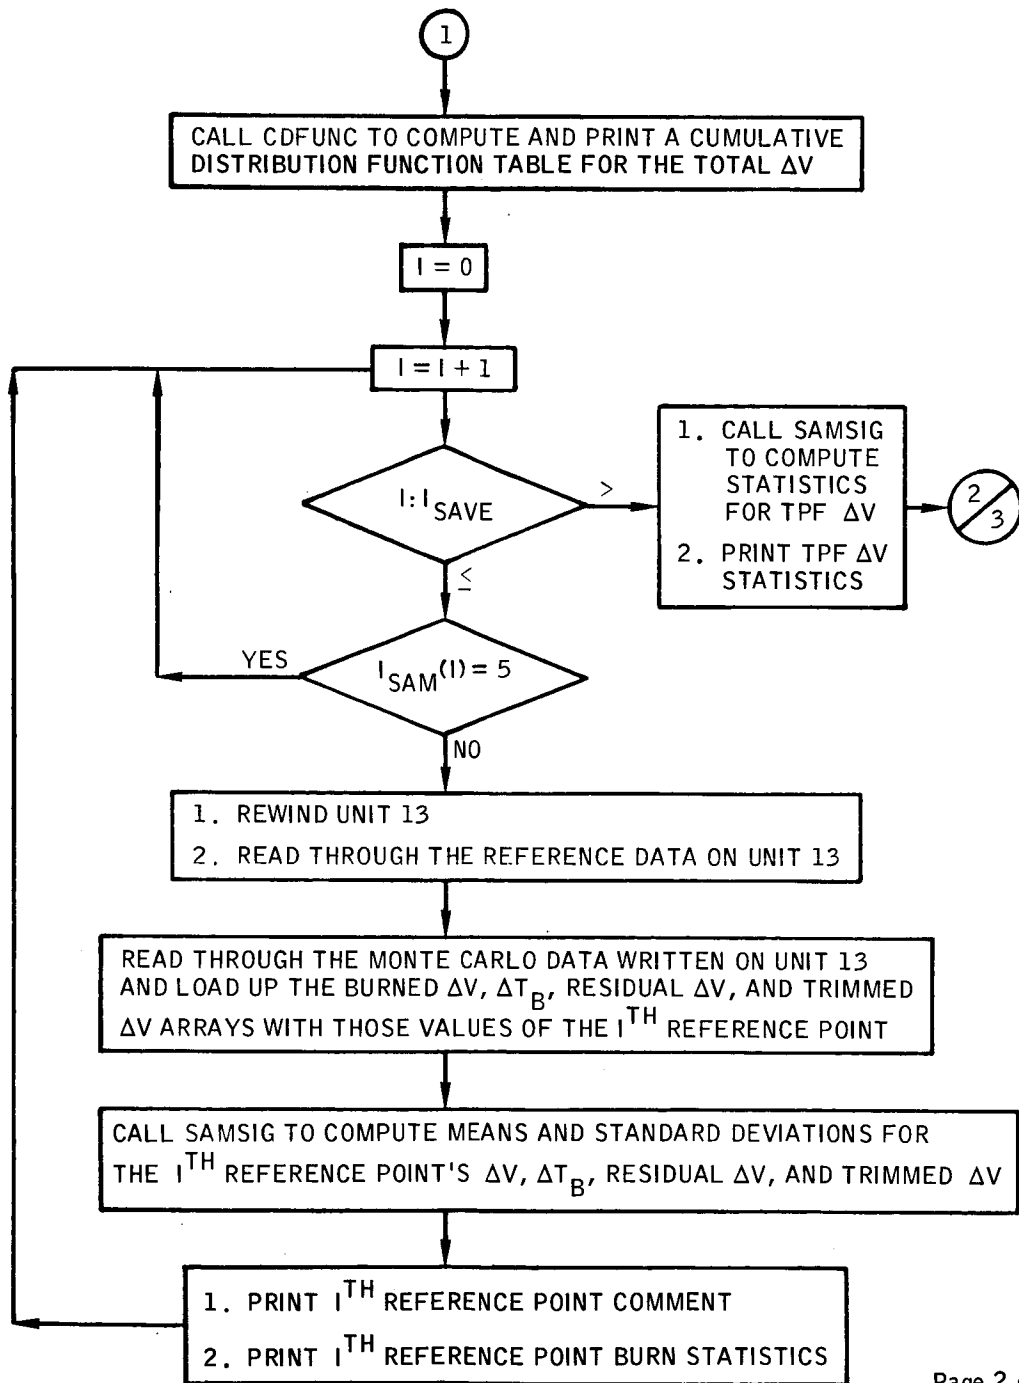 1
CALL CDFUNC TO COMPUTE AND PRINT A CUMULATIVE
DISTRIBUTION FUNCTION TABLE FOR THE TOTAL ΔV
I = 0
I = I + 1
I:I_SAVE
>
≤
1. CALL SAMSIG
TO COMPUTE
STATISTICS
FOR TPF ΔV
2. PRINT TPF ΔV
STATISTICS
2/3
I_SAM(I) = 5
YES
NO
1. REWIND UNIT 13
2. READ THROUGH THE REFERENCE DATA ON UNIT 13
READ THROUGH THE MONTE CARLO DATA WRITTEN ON UNIT 13
AND LOAD UP THE BURNED ΔV, ΔT_B, RESIDUAL ΔV, AND TRIMMED
ΔV ARRAYS WITH THOSE VALUES OF THE I^TH REFERENCE POINT
CALL SAMSIG TO COMPUTE MEANS AND STANDARD DEVIATIONS FOR
THE I^TH REFERENCE POINT'S ΔV, ΔT_B, RESIDUAL ΔV, AND TRIMMED ΔV
1. PRINT I^TH REFERENCE POINT COMMENT
2. PRINT I^TH REFERENCE POINT BURN STATISTICS
Page 2